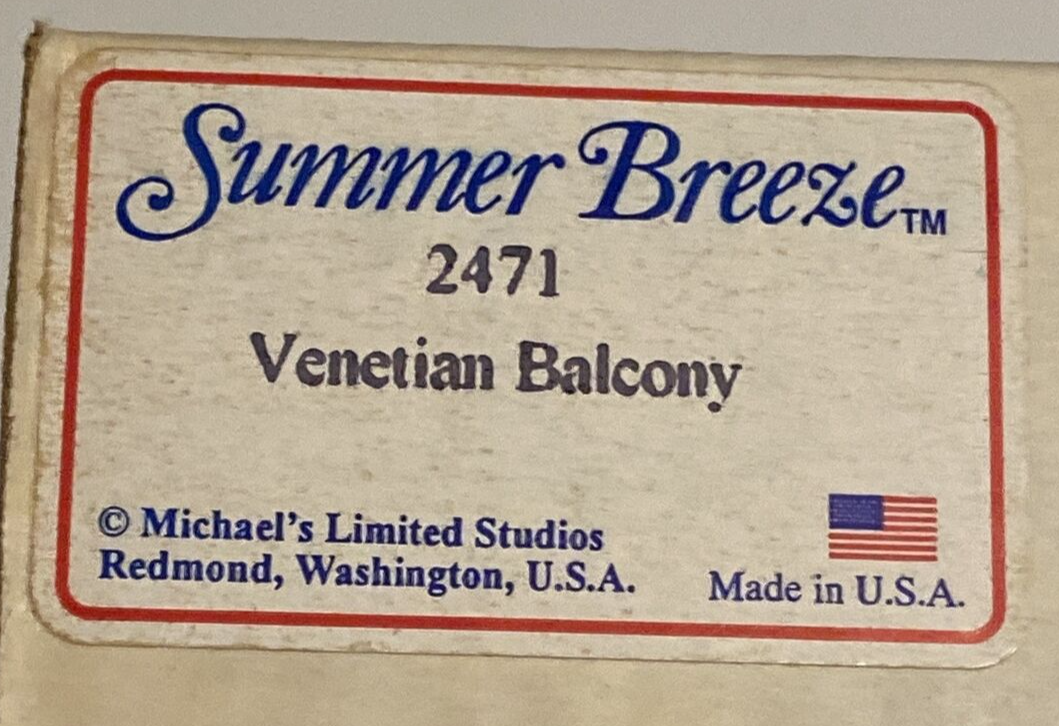 Summer Breeze™
2471
Venetian Balcony
© Michael's Limited Studios
Redmond, Washington, U.S.A.
Made in U.S.A.